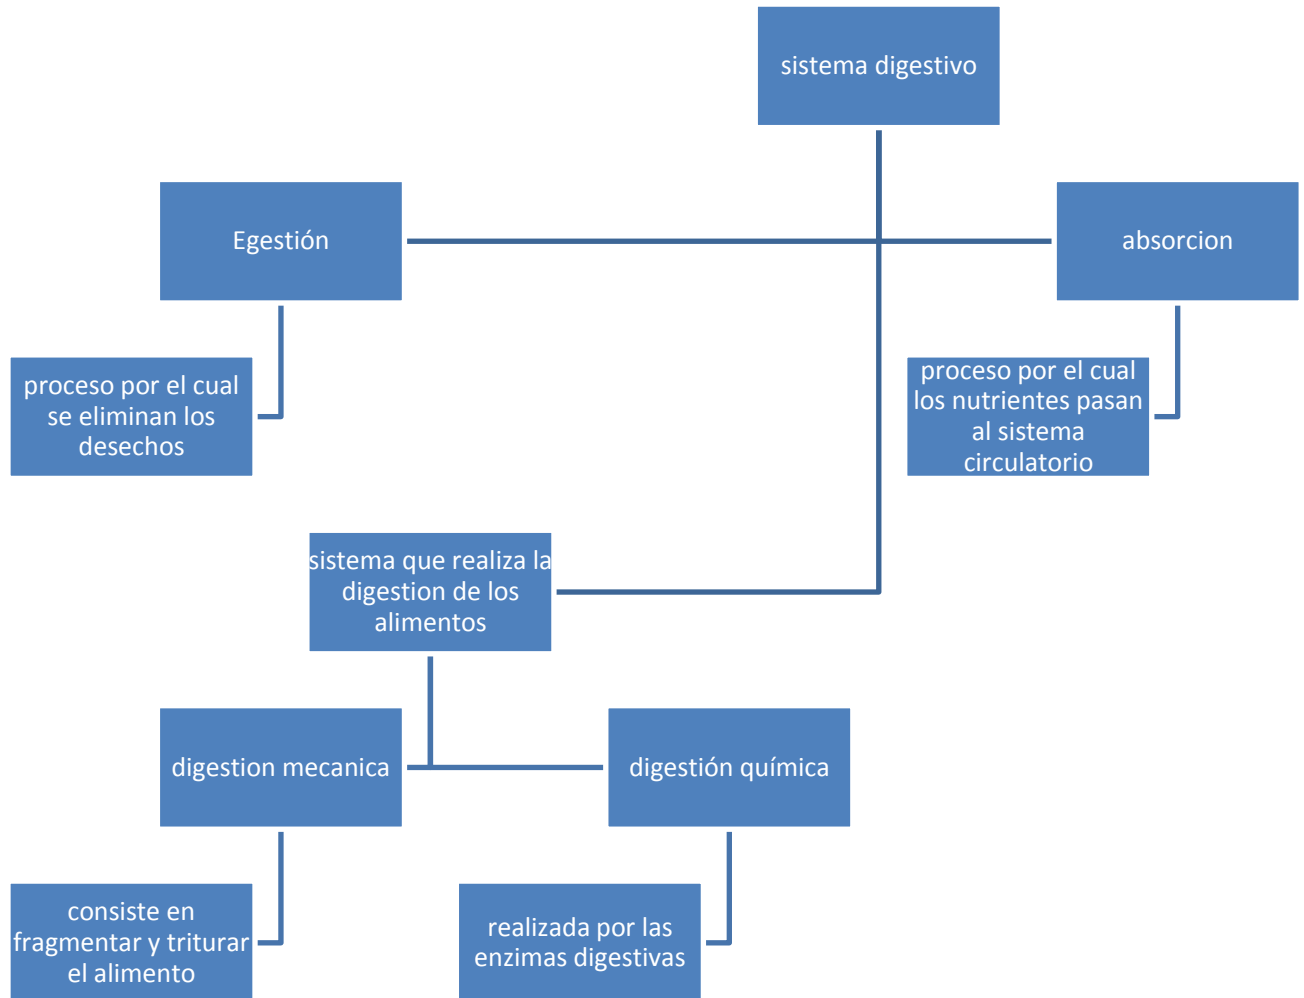 sistema digestivo
Egestión
absorcion
proceso por el cual
se eliminan los
desechos
proceso por el cual
los nutrientes pasan
al sistema
circulatorio
sistema que realiza la
digestion de los
alimentos
digestion mecanica
digestión química
consiste en
fragmentar y triturar
el alimento
realizada por las
enzimas digestivas